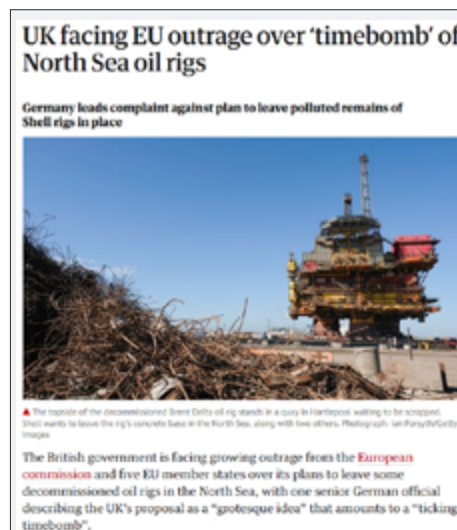 UK facing EU outrage over ‘timebomb’ of
North Sea oil rigs
Germany leads complaint against plan to leave polluted remains of
Shell rigs in place
▲ The topside of the decommissioned Brent Delta oil rig stands in a quay in Hartlepool waiting to be scrapped.
Shell wants to leave the rig's concrete base in the North Sea, along with two others. Photograph: Ian Forsyth/Getty
Images
The British government is facing growing outrage from the European
commission and five EU member states over its plans to leave some
decommissioned oil rigs in the North Sea, with one senior German official
describing the UK's proposal as a “grotesque idea” that amounts to a “ticking
timebomb”.